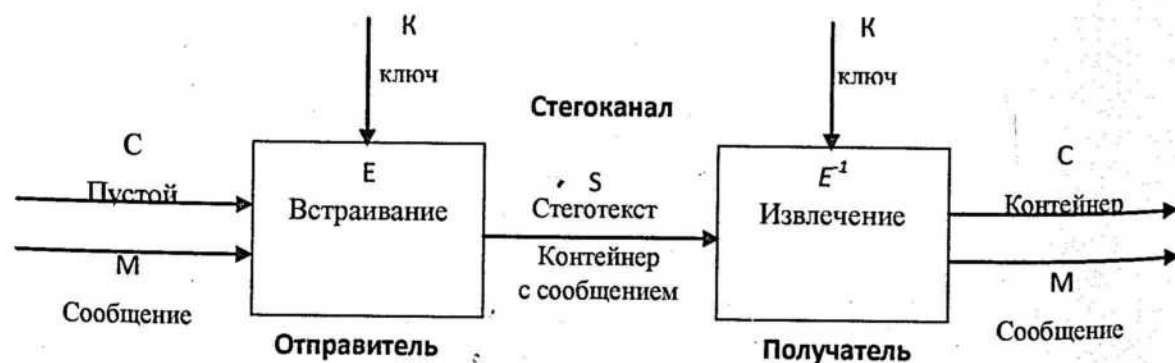 К
ключ
К
ключ
Стегоканал
С
Пустой
М
Сообщение
E
Встраивание
Отправитель
S
Стеготекст
Контейнер
с сообщением
E⁻¹
Извлечение
Получатель
С
Контейнер
М
Сообщение